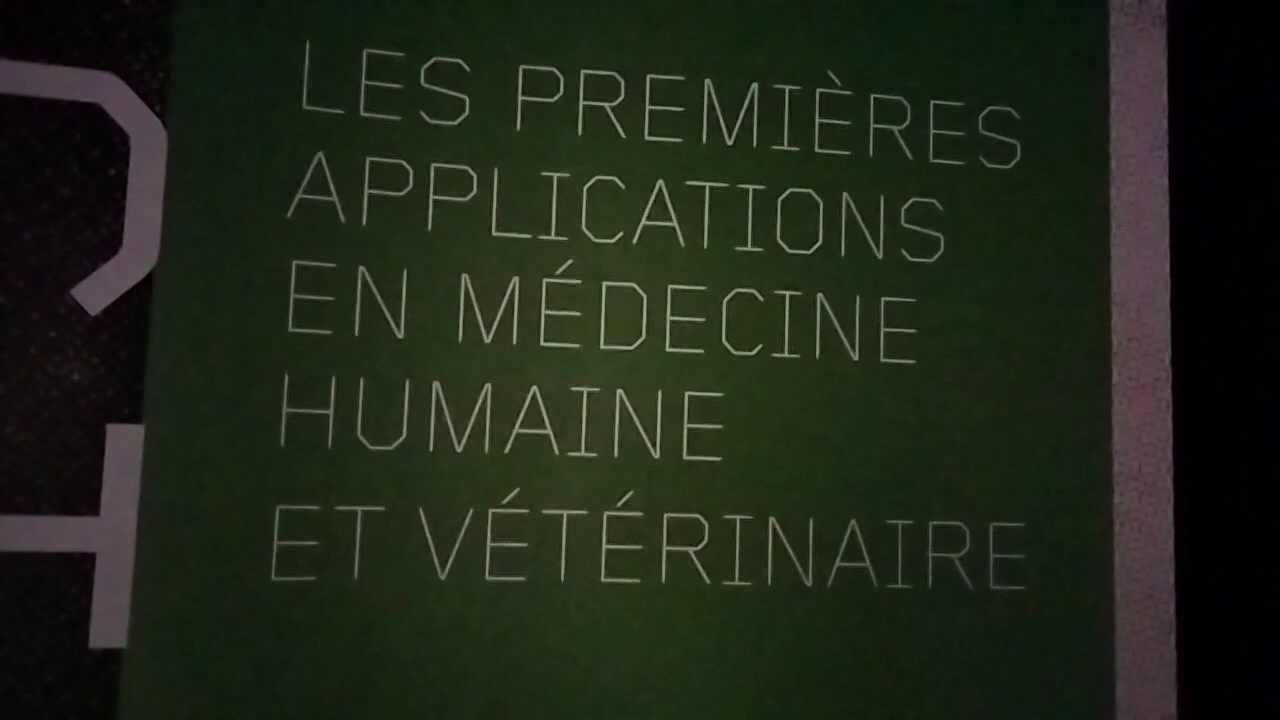 LES PREMIÈRES
APPLICATIONS
EN MÉDECINE
HUMAINE
ET VÉTÉRINAIRE